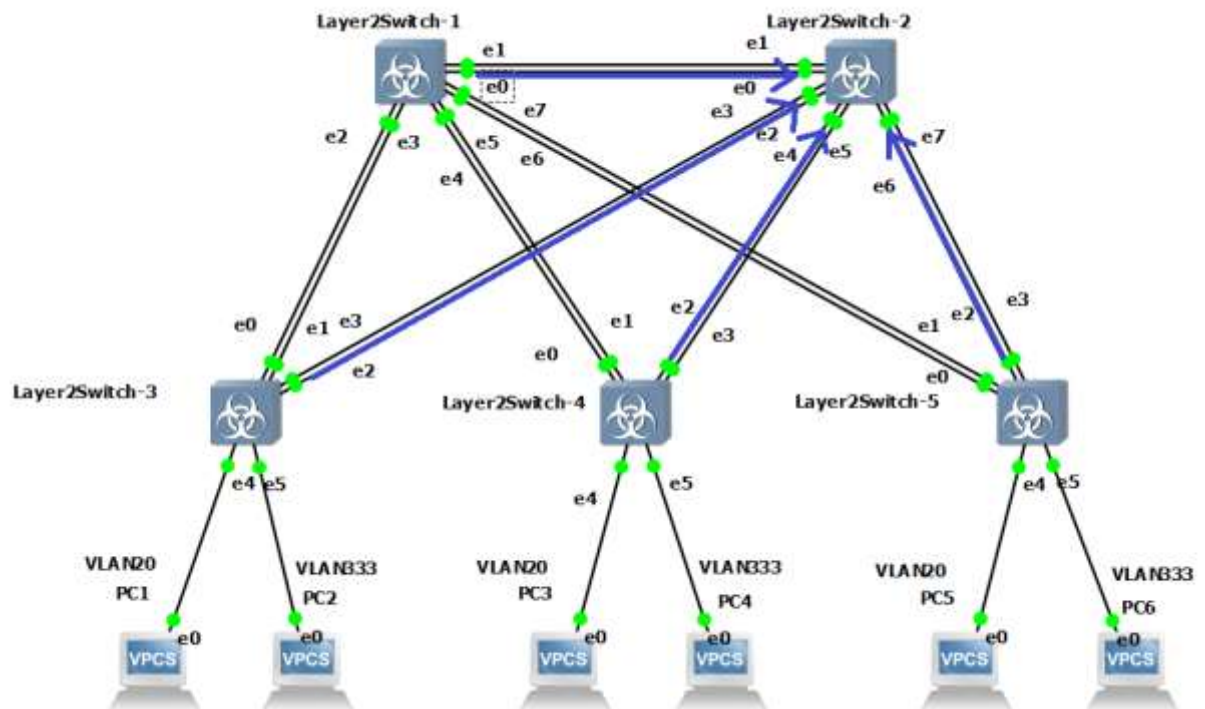 Layer2Switch-1
Layer2Switch-2
e1
e1
e0
e0
e7
e3
e2
e3
e5
e2
e7
e6
e4
e5
e4
e6
e0
e1
e3
e2
e1
e0
e2
e3
e1
e2
e3
e0
Layer2Switch-3
Layer2Switch-4
Layer2Switch-5
e4
e5
e4
e5
e4
e5
VLAN20
PC1
VLAN333
PC2
VLAN20
PC3
VLAN333
PC4
VLAN20
PC5
VLAN333
PC6
e0
e0
e0
e0
e0
e0
VPCS
VPCS
VPCS
VPCS
VPCS
VPCS